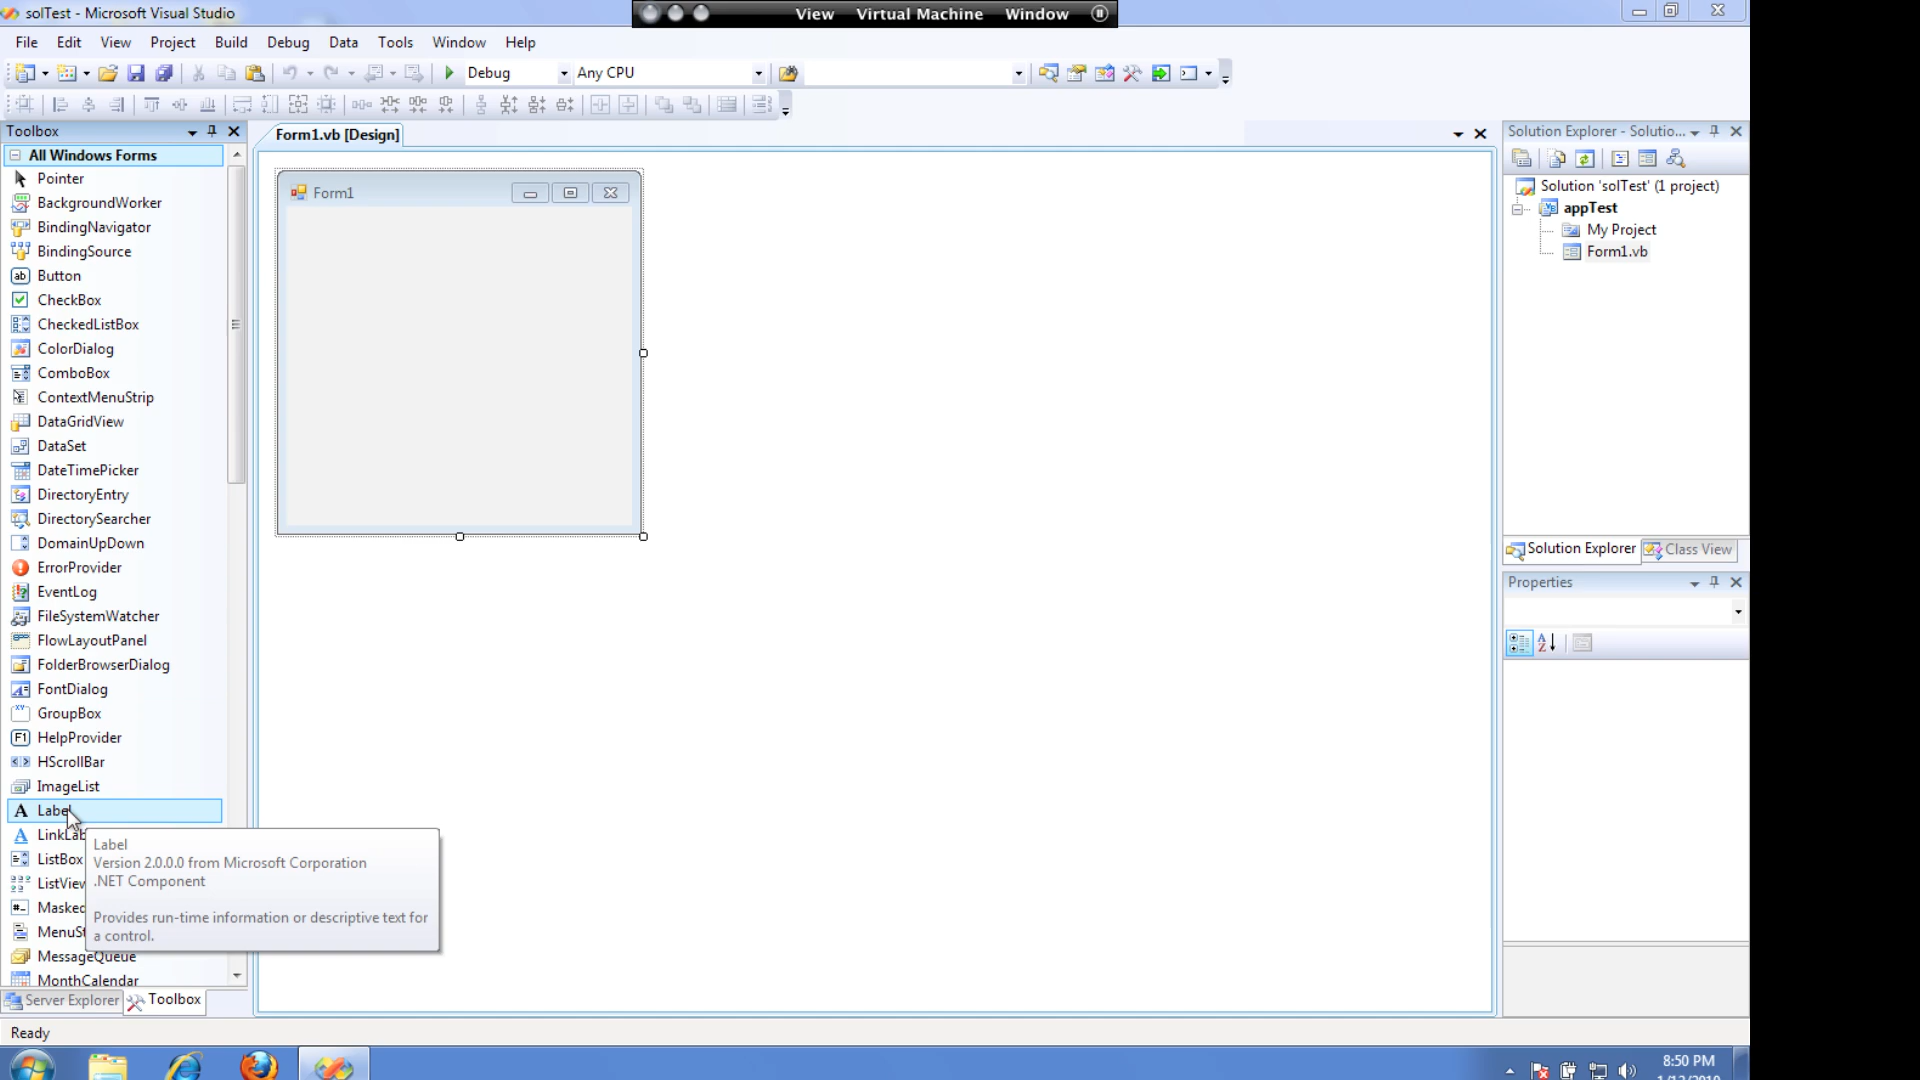 solTest - Microsoft Visual Studio
View Virtual Machine Window
File Edit View Project Build Debug Data Tools Window Help
Debug Any CPU
Toolbox
All Windows Forms
Pointer
BackgroundWorker
BindingNavigator
BindingSource
Button
CheckBox
CheckedListBox
ColorDialog
ComboBox
ContextMenuStrip
DataGridView
DataSet
DateTimePicker
DirectoryEntry
DirectorySearcher
DomainUpDown
ErrorProvider
EventLog
FileSystemWatcher
FlowLayoutPanel
FolderBrowserDialog
FontDialog
GroupBox
HelpProvider
HScrollBar
ImageList
Label
LinkLab
ListBox
ListView
Masked
MenuSt
MessageQueue
MonthCalendar
Label
Version 2.0.0.0 from Microsoft Corporation
.NET Component
Provides run-time information or descriptive text for
a control.
Server Explorer Toolbox
Form1.vb [Design]
Form1
Solution Explorer - Solutio...
Solution 'solTest' (1 project)
appTest
My Project
Form1.vb
Solution Explorer Class View
Properties
Ready
8:50 PM